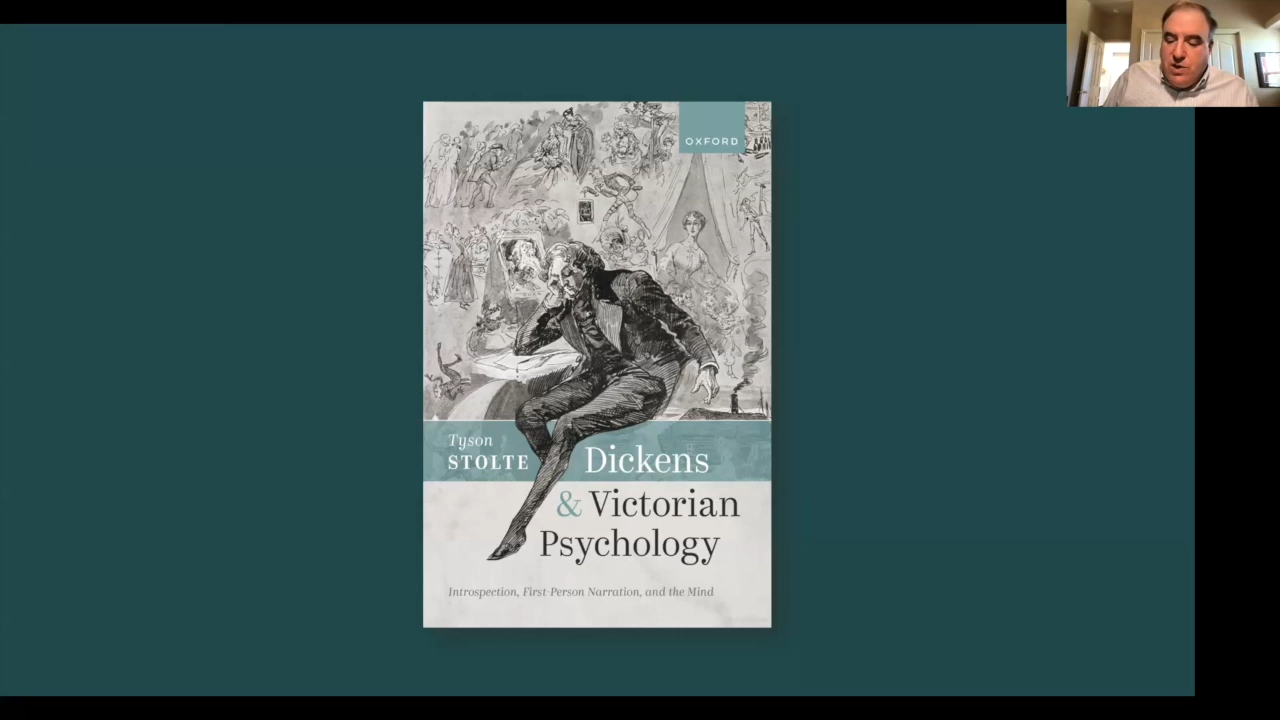 OXFORD
Tyson
STOLTE
Dickens
& Victorian
Psychology
Introspection, First-Person Narration, and the Mind